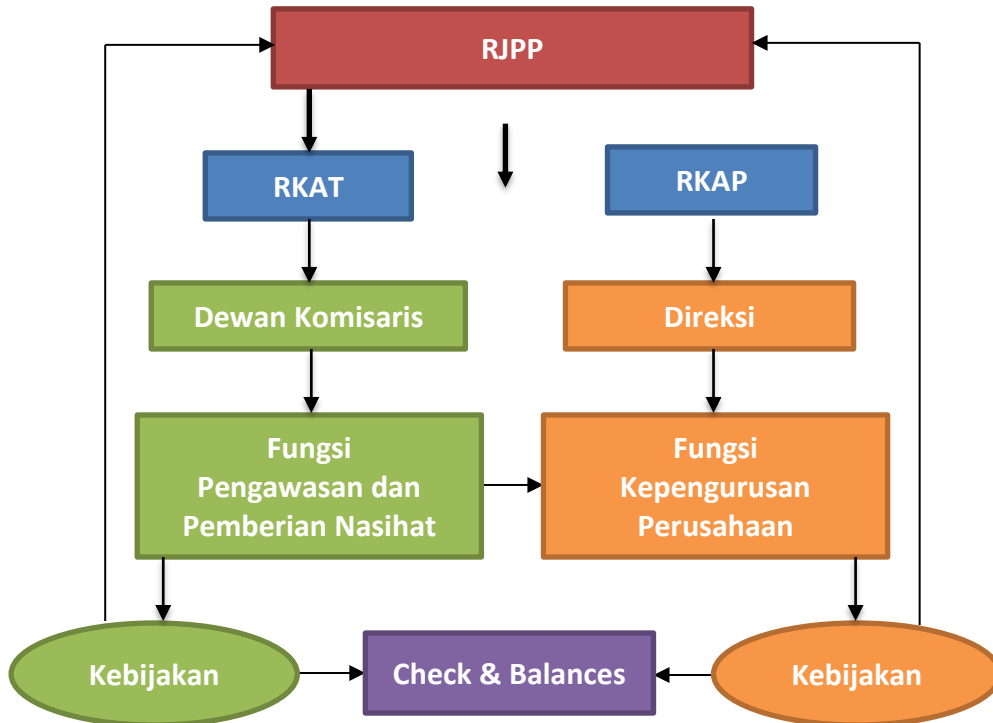 RJPP
RKAT
RKAP
Dewan Komisaris
Direksi
Fungsi
Pengawasan dan
Pemberian Nasihat
Fungsi
Kepengurusan
Perusahaan
Kebijakan
Check & Balances
Kebijakan